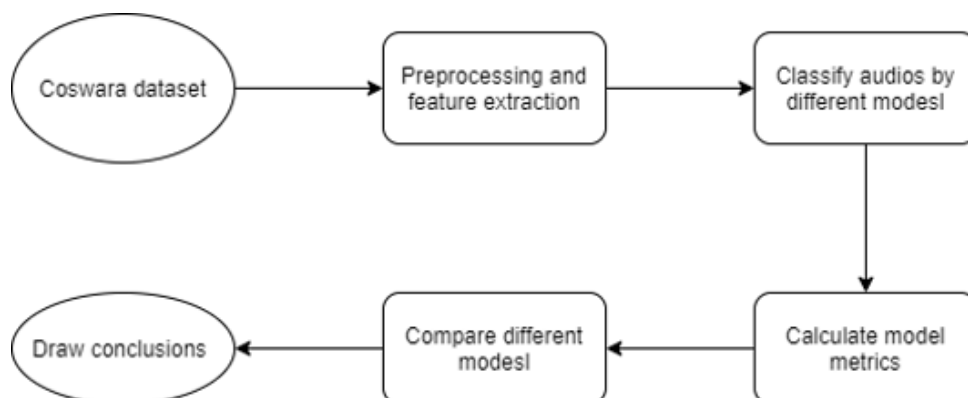 Coswara dataset
Preprocessing and
feature extraction
Classify audios by
different modesl
Calculate model
metrics
Compare different
modesl
Draw conclusions